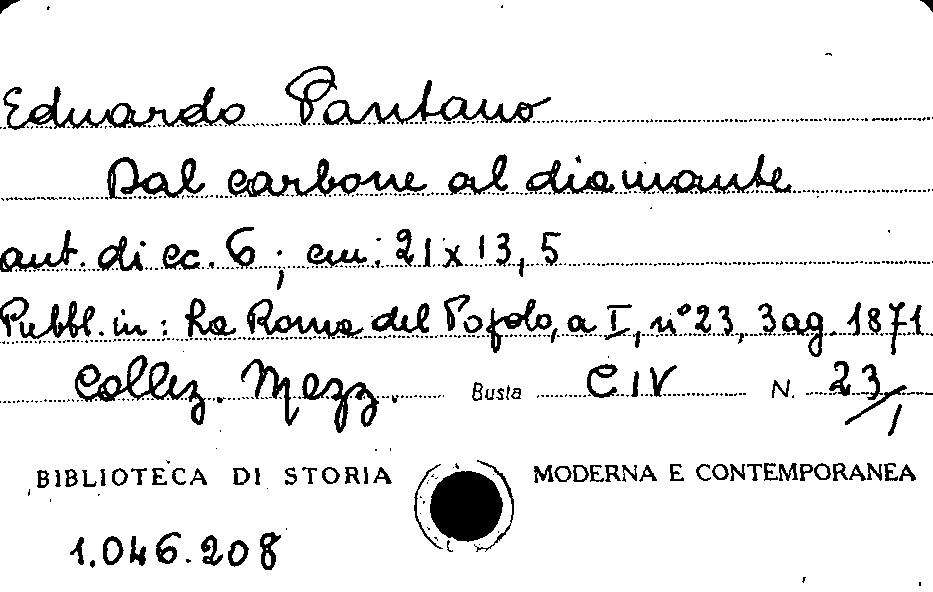 Eduardo Pantano
Dal carbone al diamante
aut. di cc. 6 ; cm: 21 x 13,5
Pubbl. in: La Roma del Popolo, a I, n° 23, 3 ag. 1871
Collez. Mezz. Busta CIV N. 23/1
BIBLIOTECA DI STORIA MODERNA E CONTEMPORANEA
1.046.208